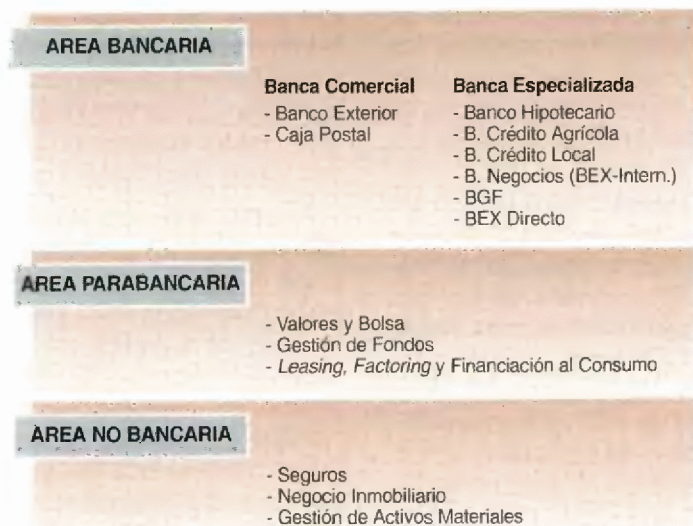 AREA BANCARIA
Banca Comercial
- Banco Exterior
- Caja Postal
Banca Especializada
- Banco Hipotecario
- B. Crédito Agrícola
- B. Crédito Local
- B. Negocios (BEX-Intern.)
- BGF
- BEX Directo
AREA PARABANCARIA
- Valores y Bolsa
- Gestión de Fondos
- Leasing, Factoring y Financiación al Consumo
AREA NO BANCARIA
- Seguros
- Negocio Inmobiliario
- Gestión de Activos Materiales